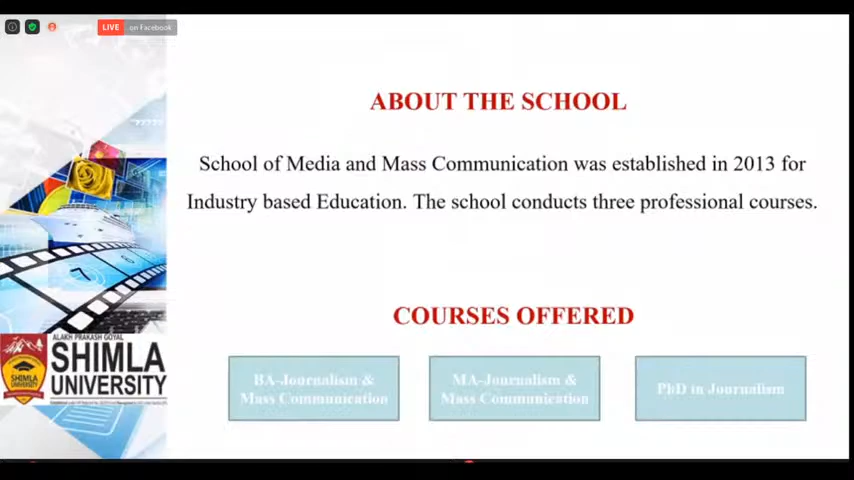 LIVE on Facebook
ABOUT THE SCHOOL
School of Media and Mass Communication was established in 2013 for
Industry based Education. The school conducts three professional courses.
7
6
COURSES OFFERED
ALAKH PRAKASH GOYAL
SHIMLA
UNIVERSITY
BA-Journalism &
Mass Communication
MA-Journalism &
Mass Communication
PhD in Journalism